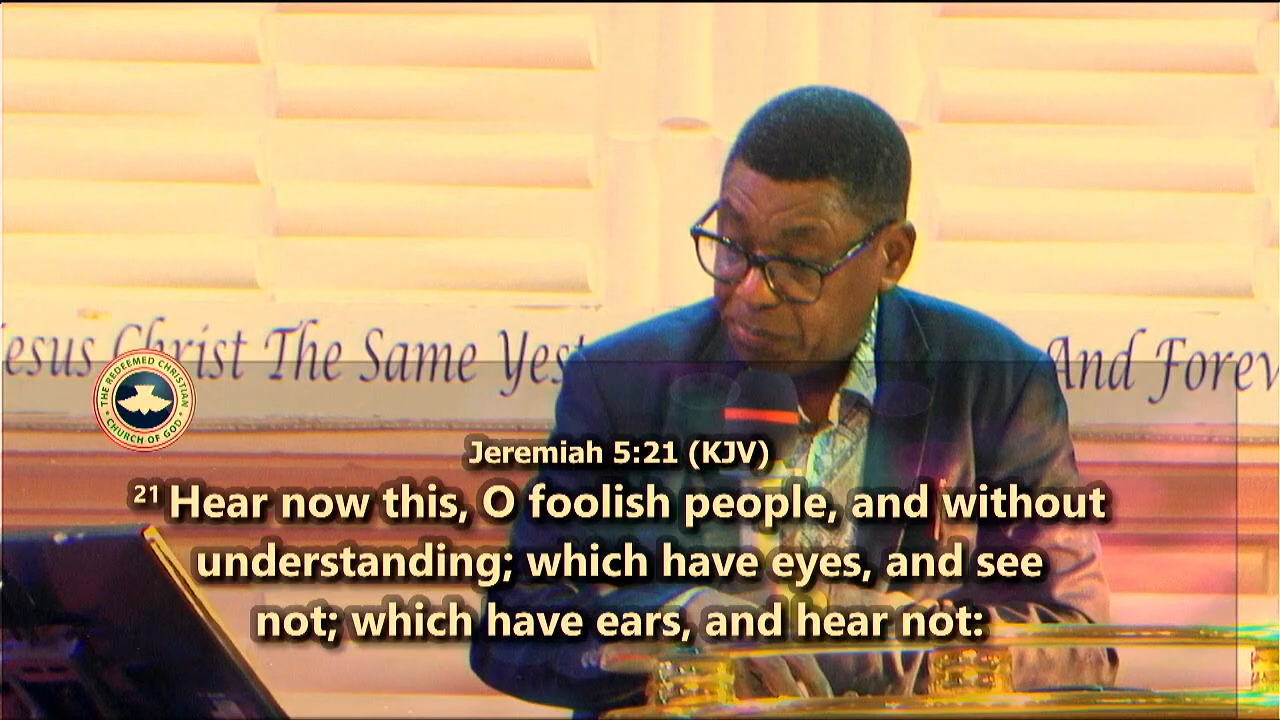 esus Christ The Same Yest And Forev
THE REDEEMED CHRISTIAN
CHURCH OF GOD
Jeremiah 5:21 (KJV)
21 Hear now this, O foolish people, and without
understanding; which have eyes, and see
not; which have ears, and hear not: